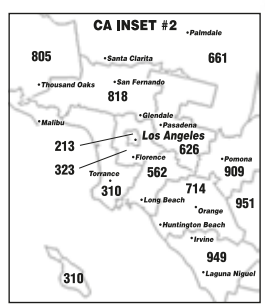 CA INSET #2
Palmdale
805
Santa Clarita
661
Thousand Oaks
San Fernando
818
Malibu
Glendale
Pasadena
213
Los Angeles
626
323
Florence
Pomona
Torrance
562
909
310
714
951
Long Beach
Orange
Huntington Beach
Irvine
949
310
Laguna Niguel